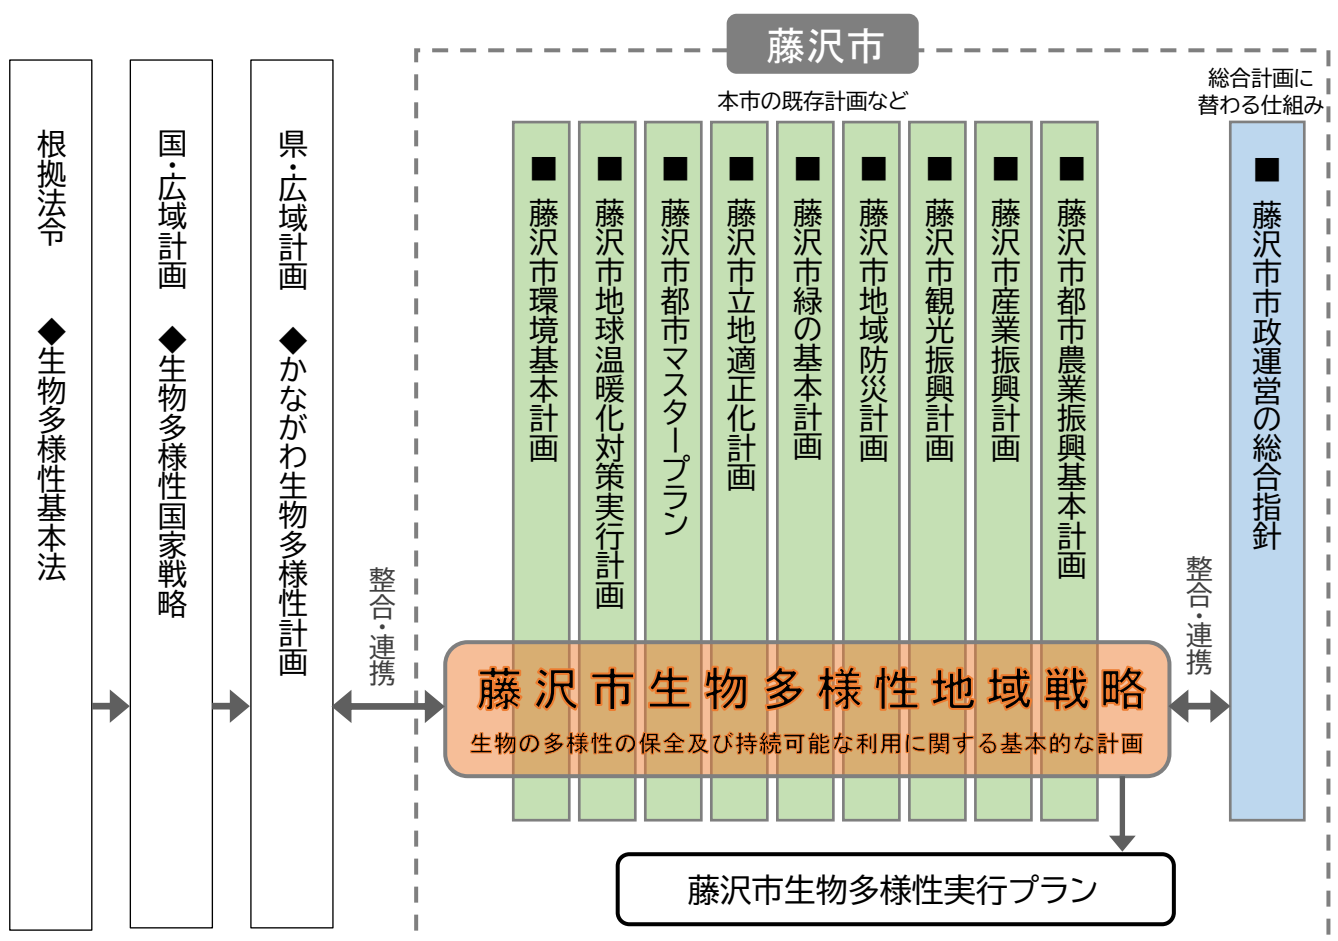 藤沢市
根拠法令　◆生物多様性基本法
国・広域計画　◆生物多様性国家戦略
県・広域計画　◆かながわ生物多様性計画
整合・連携
本市の既存計画など
■藤沢市環境基本計画
■藤沢市地球温暖化対策実行計画
■藤沢市都市マスタープラン
■藤沢市立地適正化計画
■藤沢市緑の基本計画
■藤沢市地域防災計画
■藤沢市観光振興計画
■藤沢市産業振興計画
■藤沢市都市農業振興基本計画
総合計画に
替わる仕組み
■藤沢市市政運営の総合指針
整合・連携
藤沢市生物多様性地域戦略
生物の多様性の保全及び持続可能な利用に関する基本的な計画
藤沢市生物多様性実行プラン